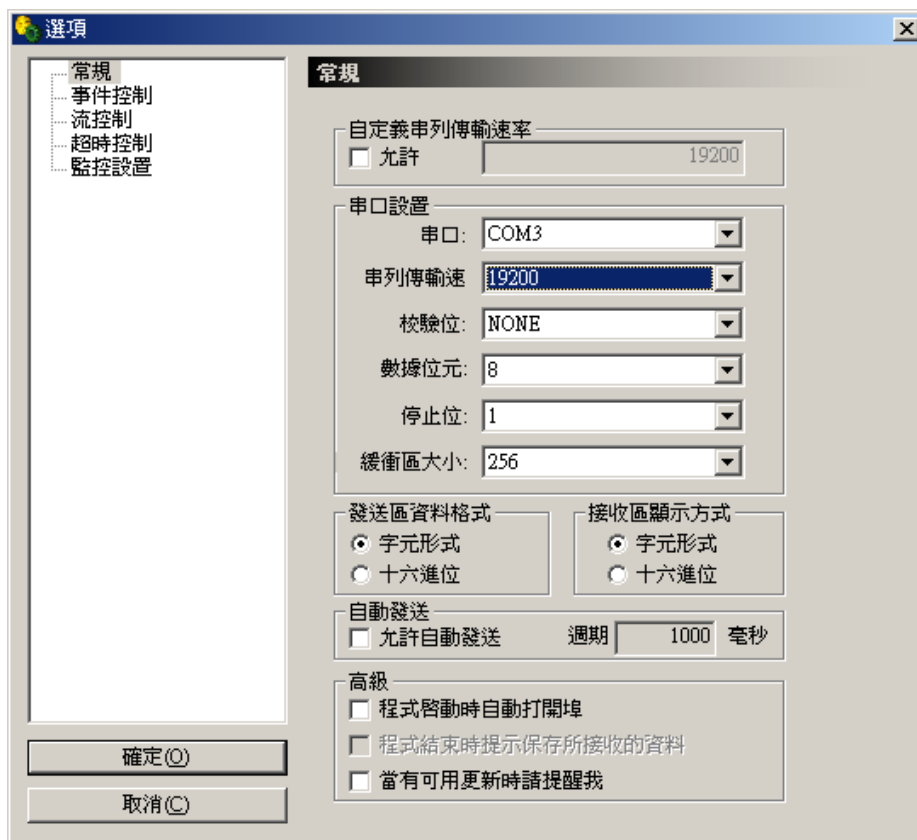 選項
常規
事件控制
流控制
超時控制
監控設置
確定(O)
取消(C)
常規
自定義串列傳輸速率
允許 19200
串口設置
串口: COM3
串列傳輸速 19200
校驗位: NONE
數據位元: 8
停止位: 1
緩衝區大小: 256
發送區資料格式
字元形式
十六進位
接收區顯示方式
字元形式
十六進位
自動發送
允許自動發送 週期 1000 毫秒
高級
程式啓動時自動打開埠
程式結束時提示保存所接收的資料
當有可用更新時請提醒我